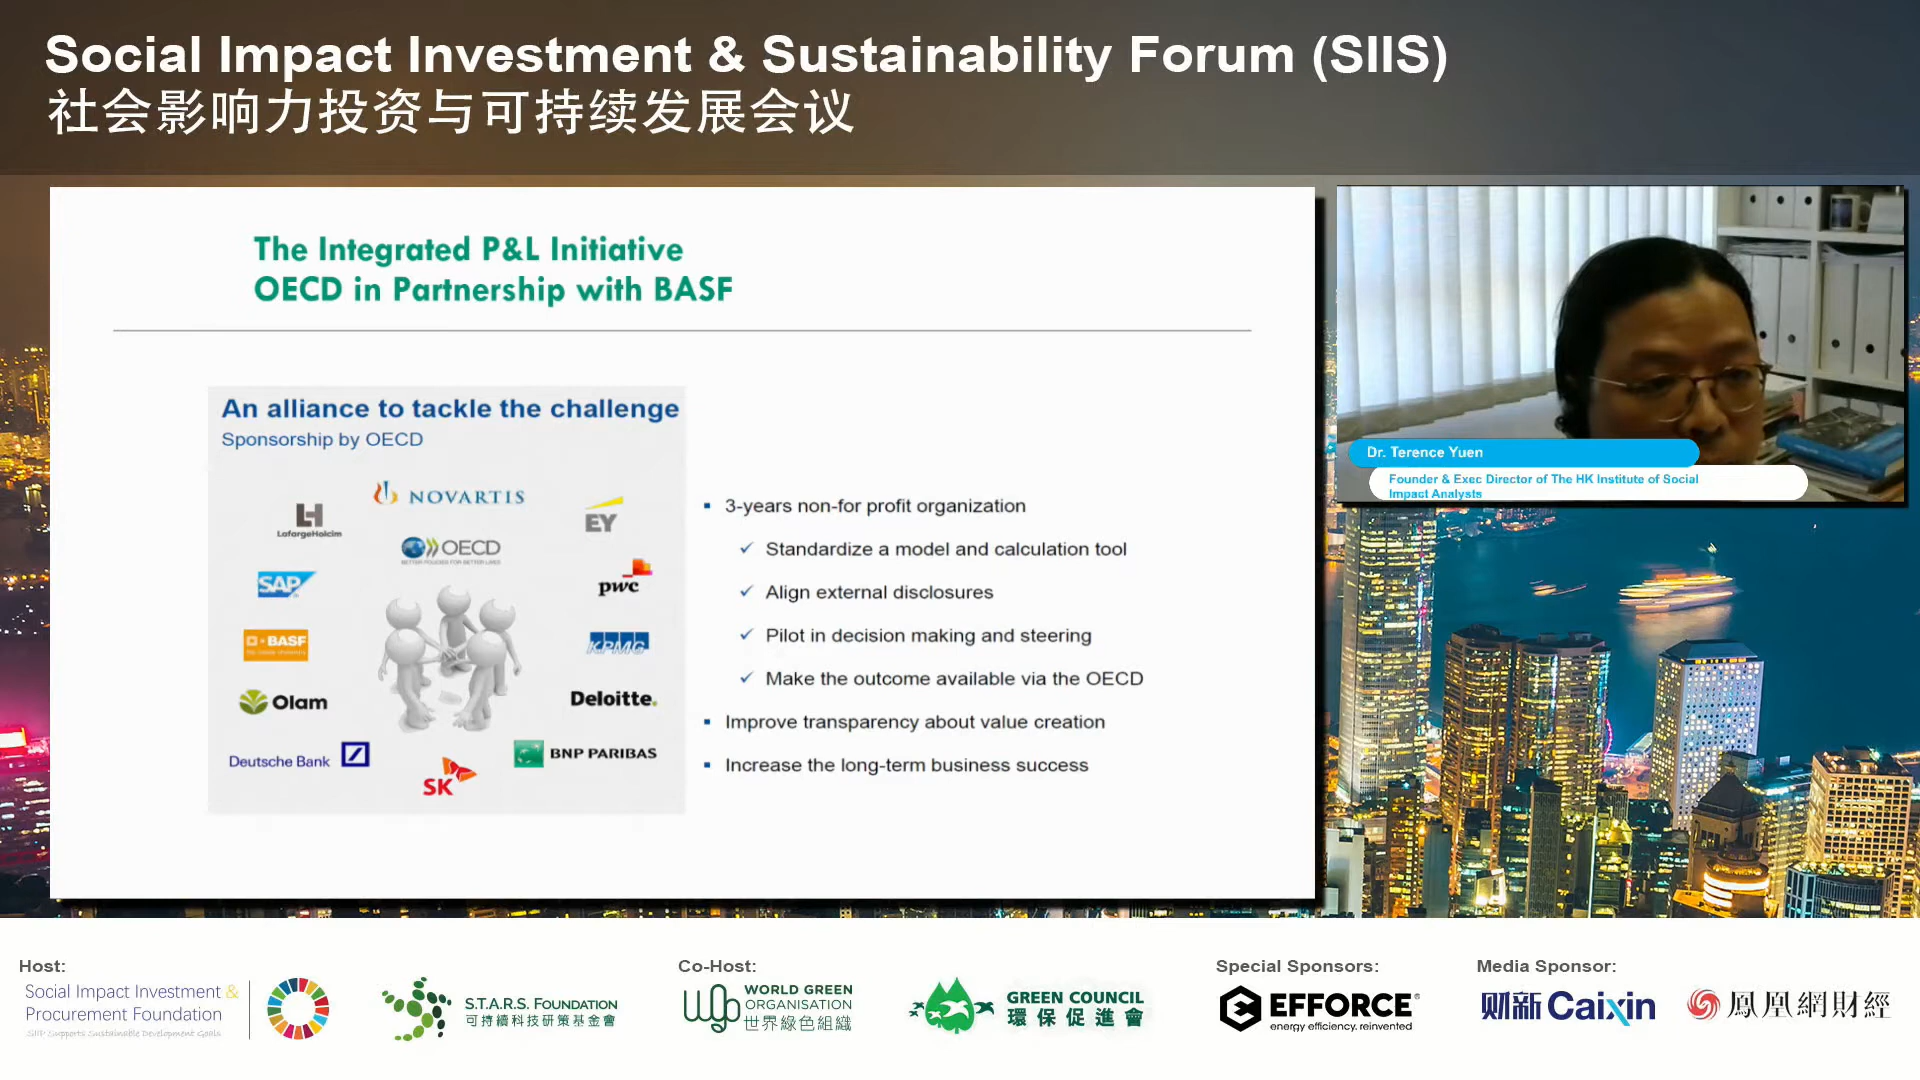 Social Impact Investment & Sustainability Forum (SIIS)
社会影响力投资与可持续发展会议
The Integrated P&L Initiative
OECD in Partnership with BASF
An alliance to tackle the challenge
Sponsorship by OECD
NOVARTIS
LafargeHolcim
EY
OECD
BETTER POLICIES FOR BETTER LIVES
SAP
pwc
BASF
KPMG
Olam
Deloitte.
Deutsche Bank
BNP PARIBAS
SK
3-years non-for profit organization
Standardize a model and calculation tool
Align external disclosures
Pilot in decision making and steering
Make the outcome available via the OECD
Improve transparency about value creation
Increase the long-term business success
Dr. Terence Yuen
Founder & Exec Director of The HK Institute of Social
Impact Analysts
Host:
Social Impact Investment &
Procurement Foundation
SIIP Supports Sustainable Development Goals
S.T.A.R.S. FOUNDATION
可持續科技研策基金會
Co-Host:
WORLD GREEN
ORGANISATION
世界綠色組織
GREEN COUNCIL
環保促進會
Special Sponsors:
EFFORCE®
energy efficiency. reinvented
Media Sponsor:
财新 Caixin
鳳凰網財經